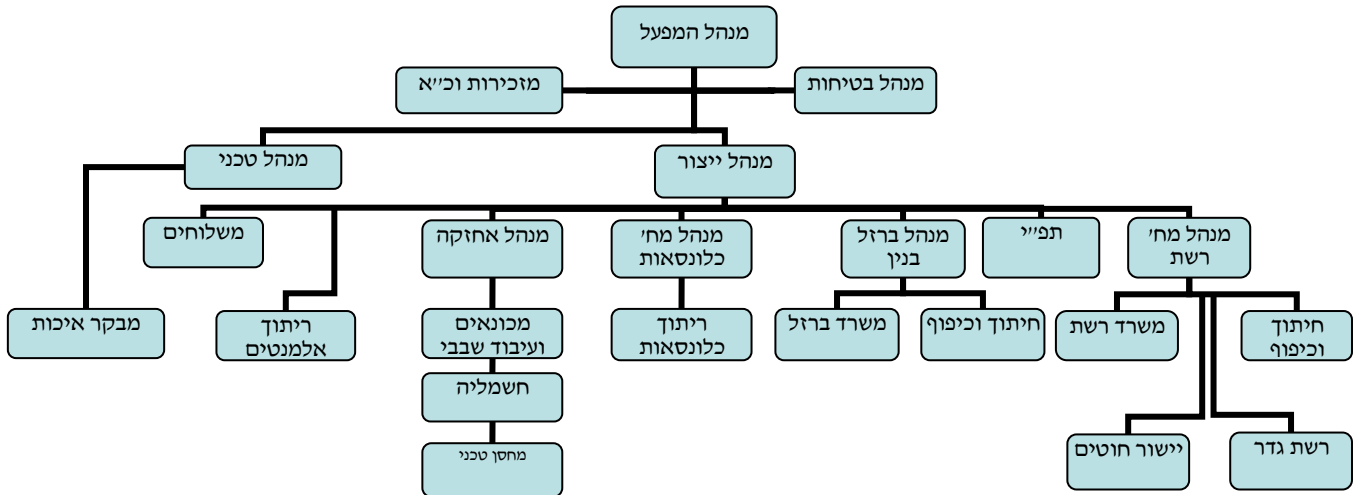 מנהל המפעל
מנהל בטיחות
מזכירות וכ״א
מנהל ייצור
מנהל טכני
מנהל מח׳
רשת
תפ״י
מנהל ברזל
בנין
מנהל מח׳
כלונסאות
מנהל אחזקה
משלוחים
חיתוך
וכיפוף
משרד רשת
חיתוך וכיפוף
משרד ברזל
ריתוך
כלונסאות
מכונאים
ועיבוד שבבי
ריתוך
אלמנטים
מבקר איכות
חשמליה
רשת גדר
יישור חוטים
מחסן טכני